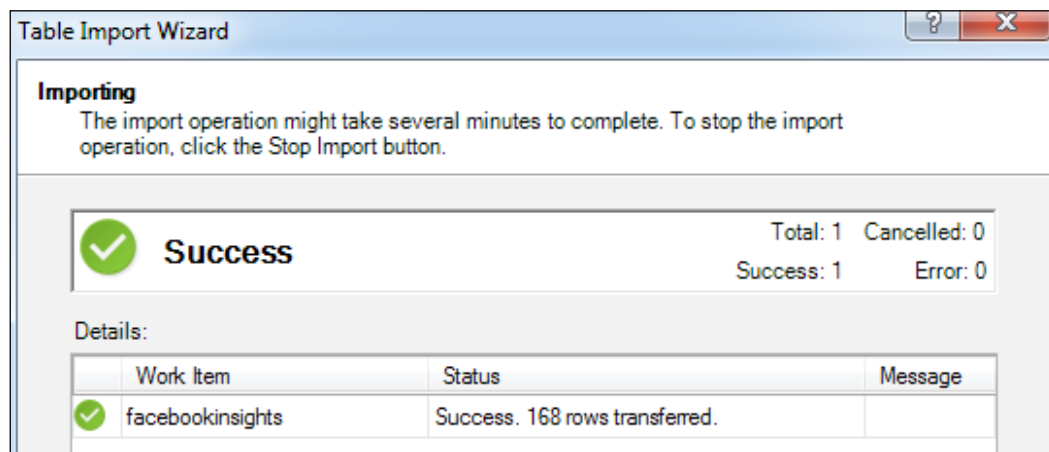 Table Import Wizard
?
X
Importing
The import operation might take several minutes to complete. To stop the import
operation, click the Stop Import button.
Success
Total: 1 Cancelled: 0
Success: 1 Error: 0
Details:
Work Item Status Message
facebookinsights Success. 168 rows transferred.